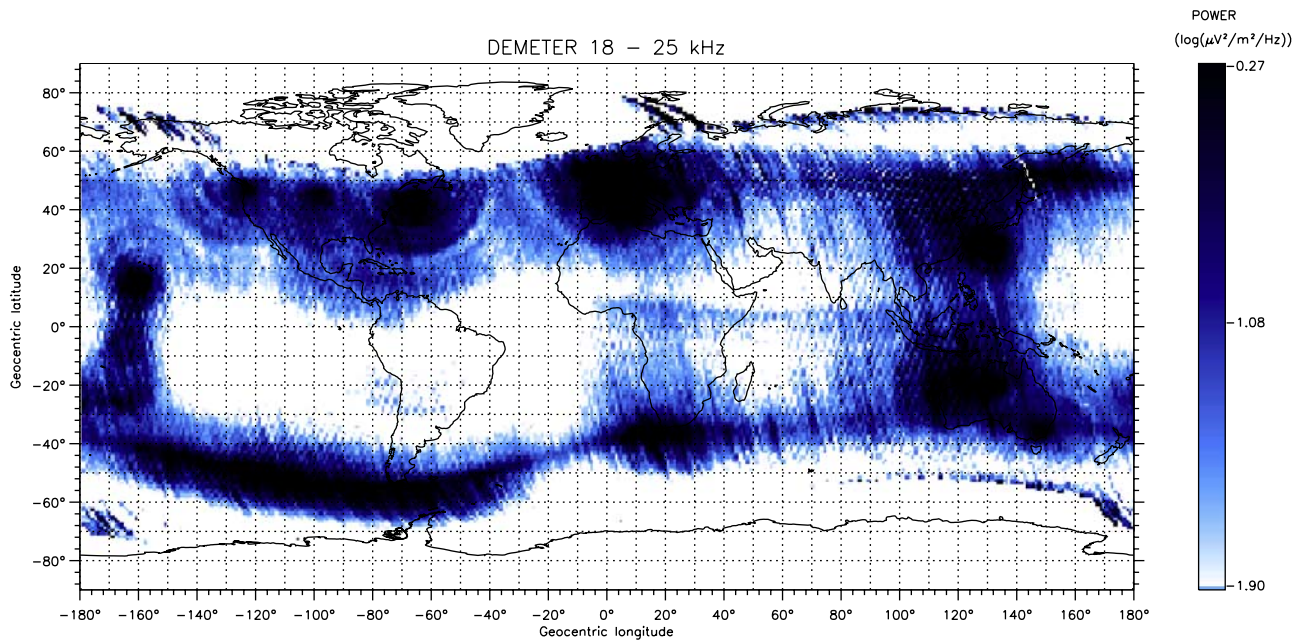 POWER
(log(μV²/m²/Hz))
DEMETER 18 – 25 kHz
−0.27
−1.08
−1.90
Geocentric latitude
80°
60°
40°
20°
0°
−20°
−40°
−60°
−80°
−180° −160° −140° −120° −100° −80° −60° −40° −20° 0° 20° 40° 60° 80° 100° 120° 140° 160° 180°
Geocentric longitude